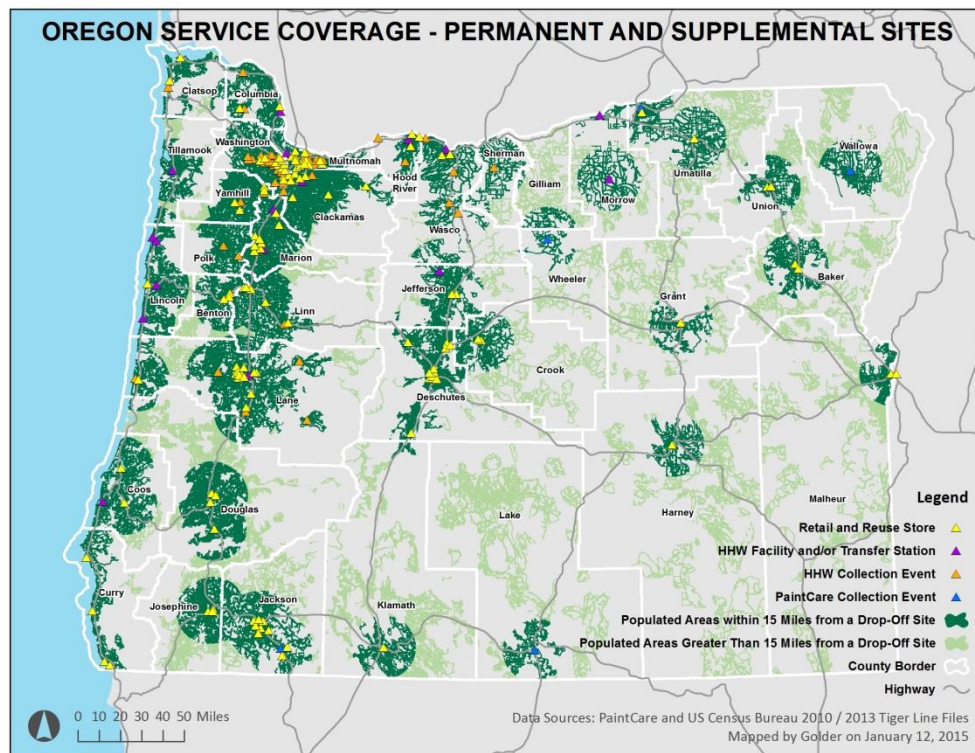 OREGON SERVICE COVERAGE - PERMANENT AND SUPPLEMENTAL SITES
Clatsop
Columbia
Tillamook
Washington
Multnomah
Hood
River
Sherman
Gilliam
Morrow
Umatilla
Wallowa
Union
Yamhill
Clackamas
Wasco
Polk
Marion
Jefferson
Wheeler
Baker
Lincoln
Benton
Linn
Grant
Crook
Lane
Deschutes
Coos
Douglas
Lake
Harney
Malheur
Curry
Josephine
Jackson
Klamath
Legend
Retail and Reuse Store
HHW Facility and/or Transfer Station
HHW Collection Event
PaintCare Collection Event
Populated Areas within 15 Miles from a Drop-Off Site
Populated Areas Greater Than 15 Miles from a Drop-Off Site
County Border
Highway
0 10 20 30 40 50 Miles
Data Sources: PaintCare and US Census Bureau 2010 / 2013 Tiger Line Files
Mapped by Golder on January 12, 2015